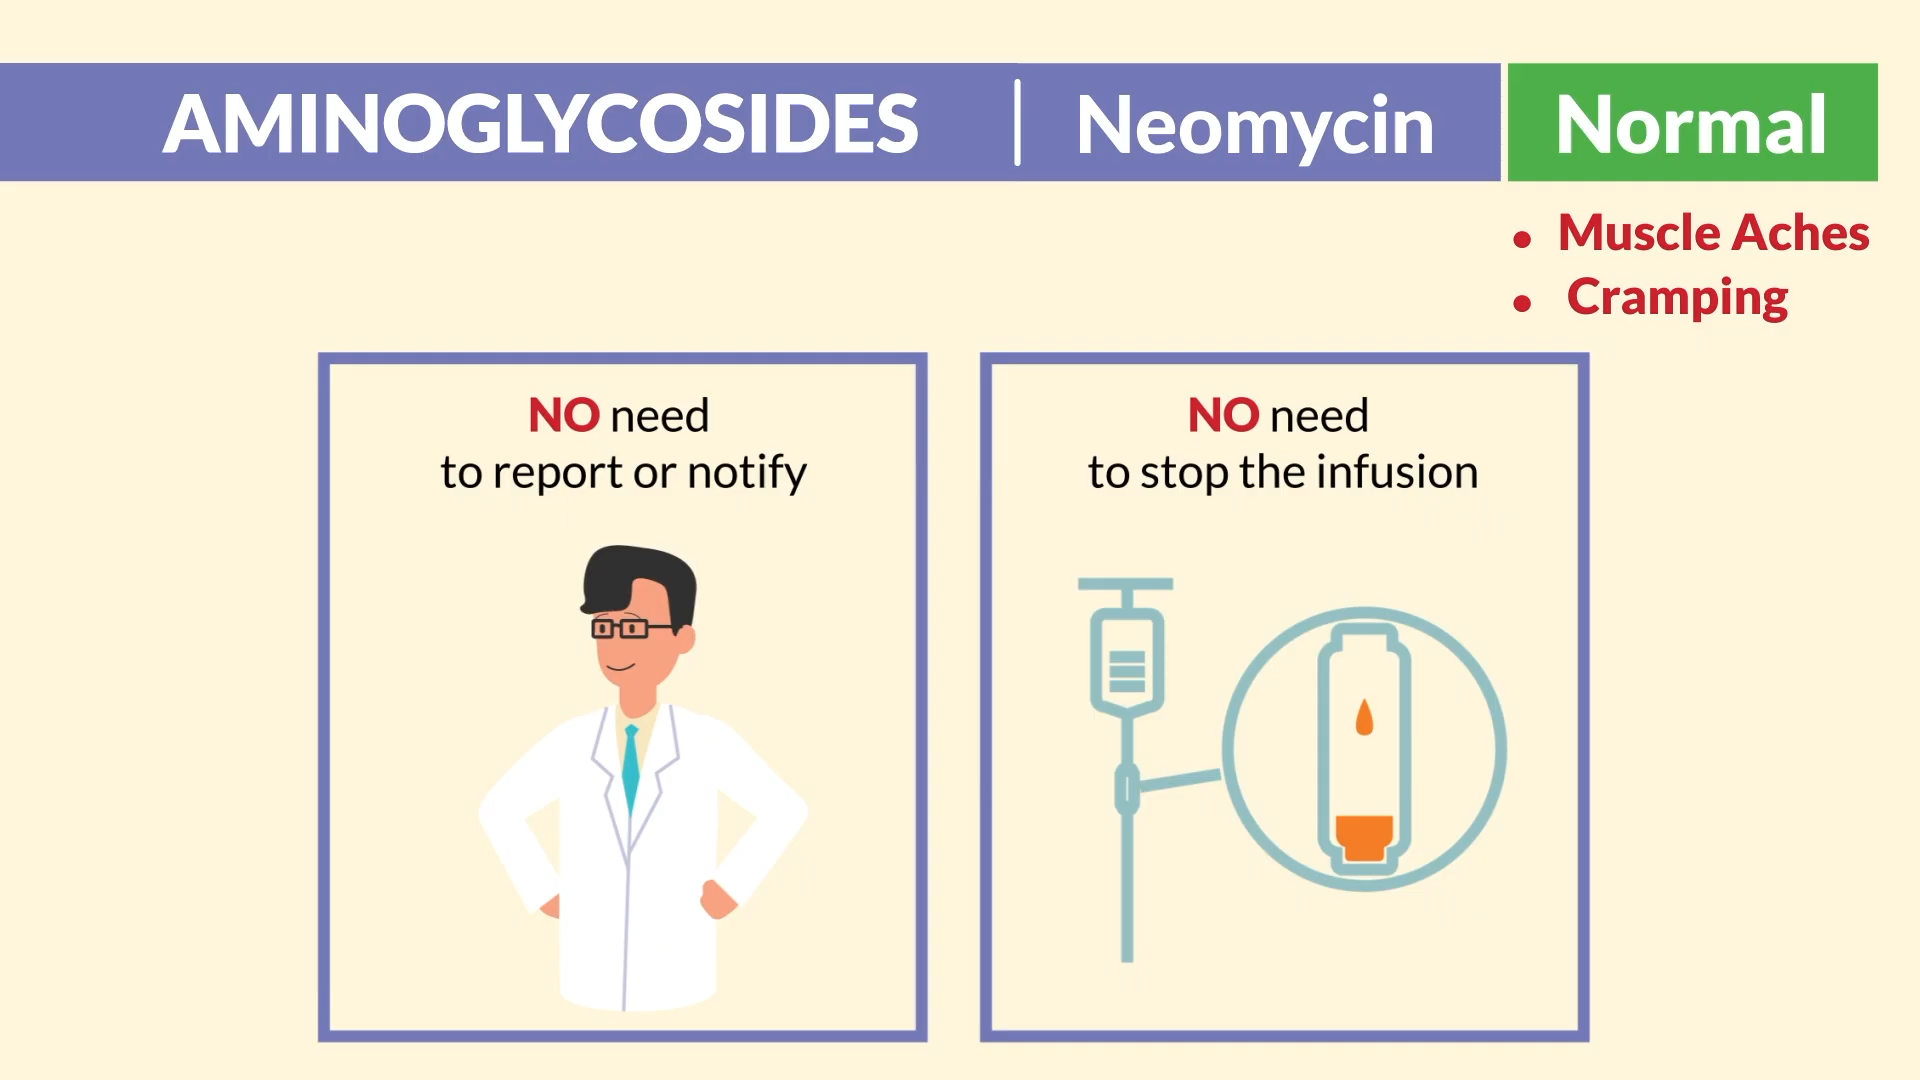 AMINOGLYCOSIDES | Neomycin Normal
• Muscle Aches
• Cramping
NO need
to report or notify
NO need
to stop the infusion